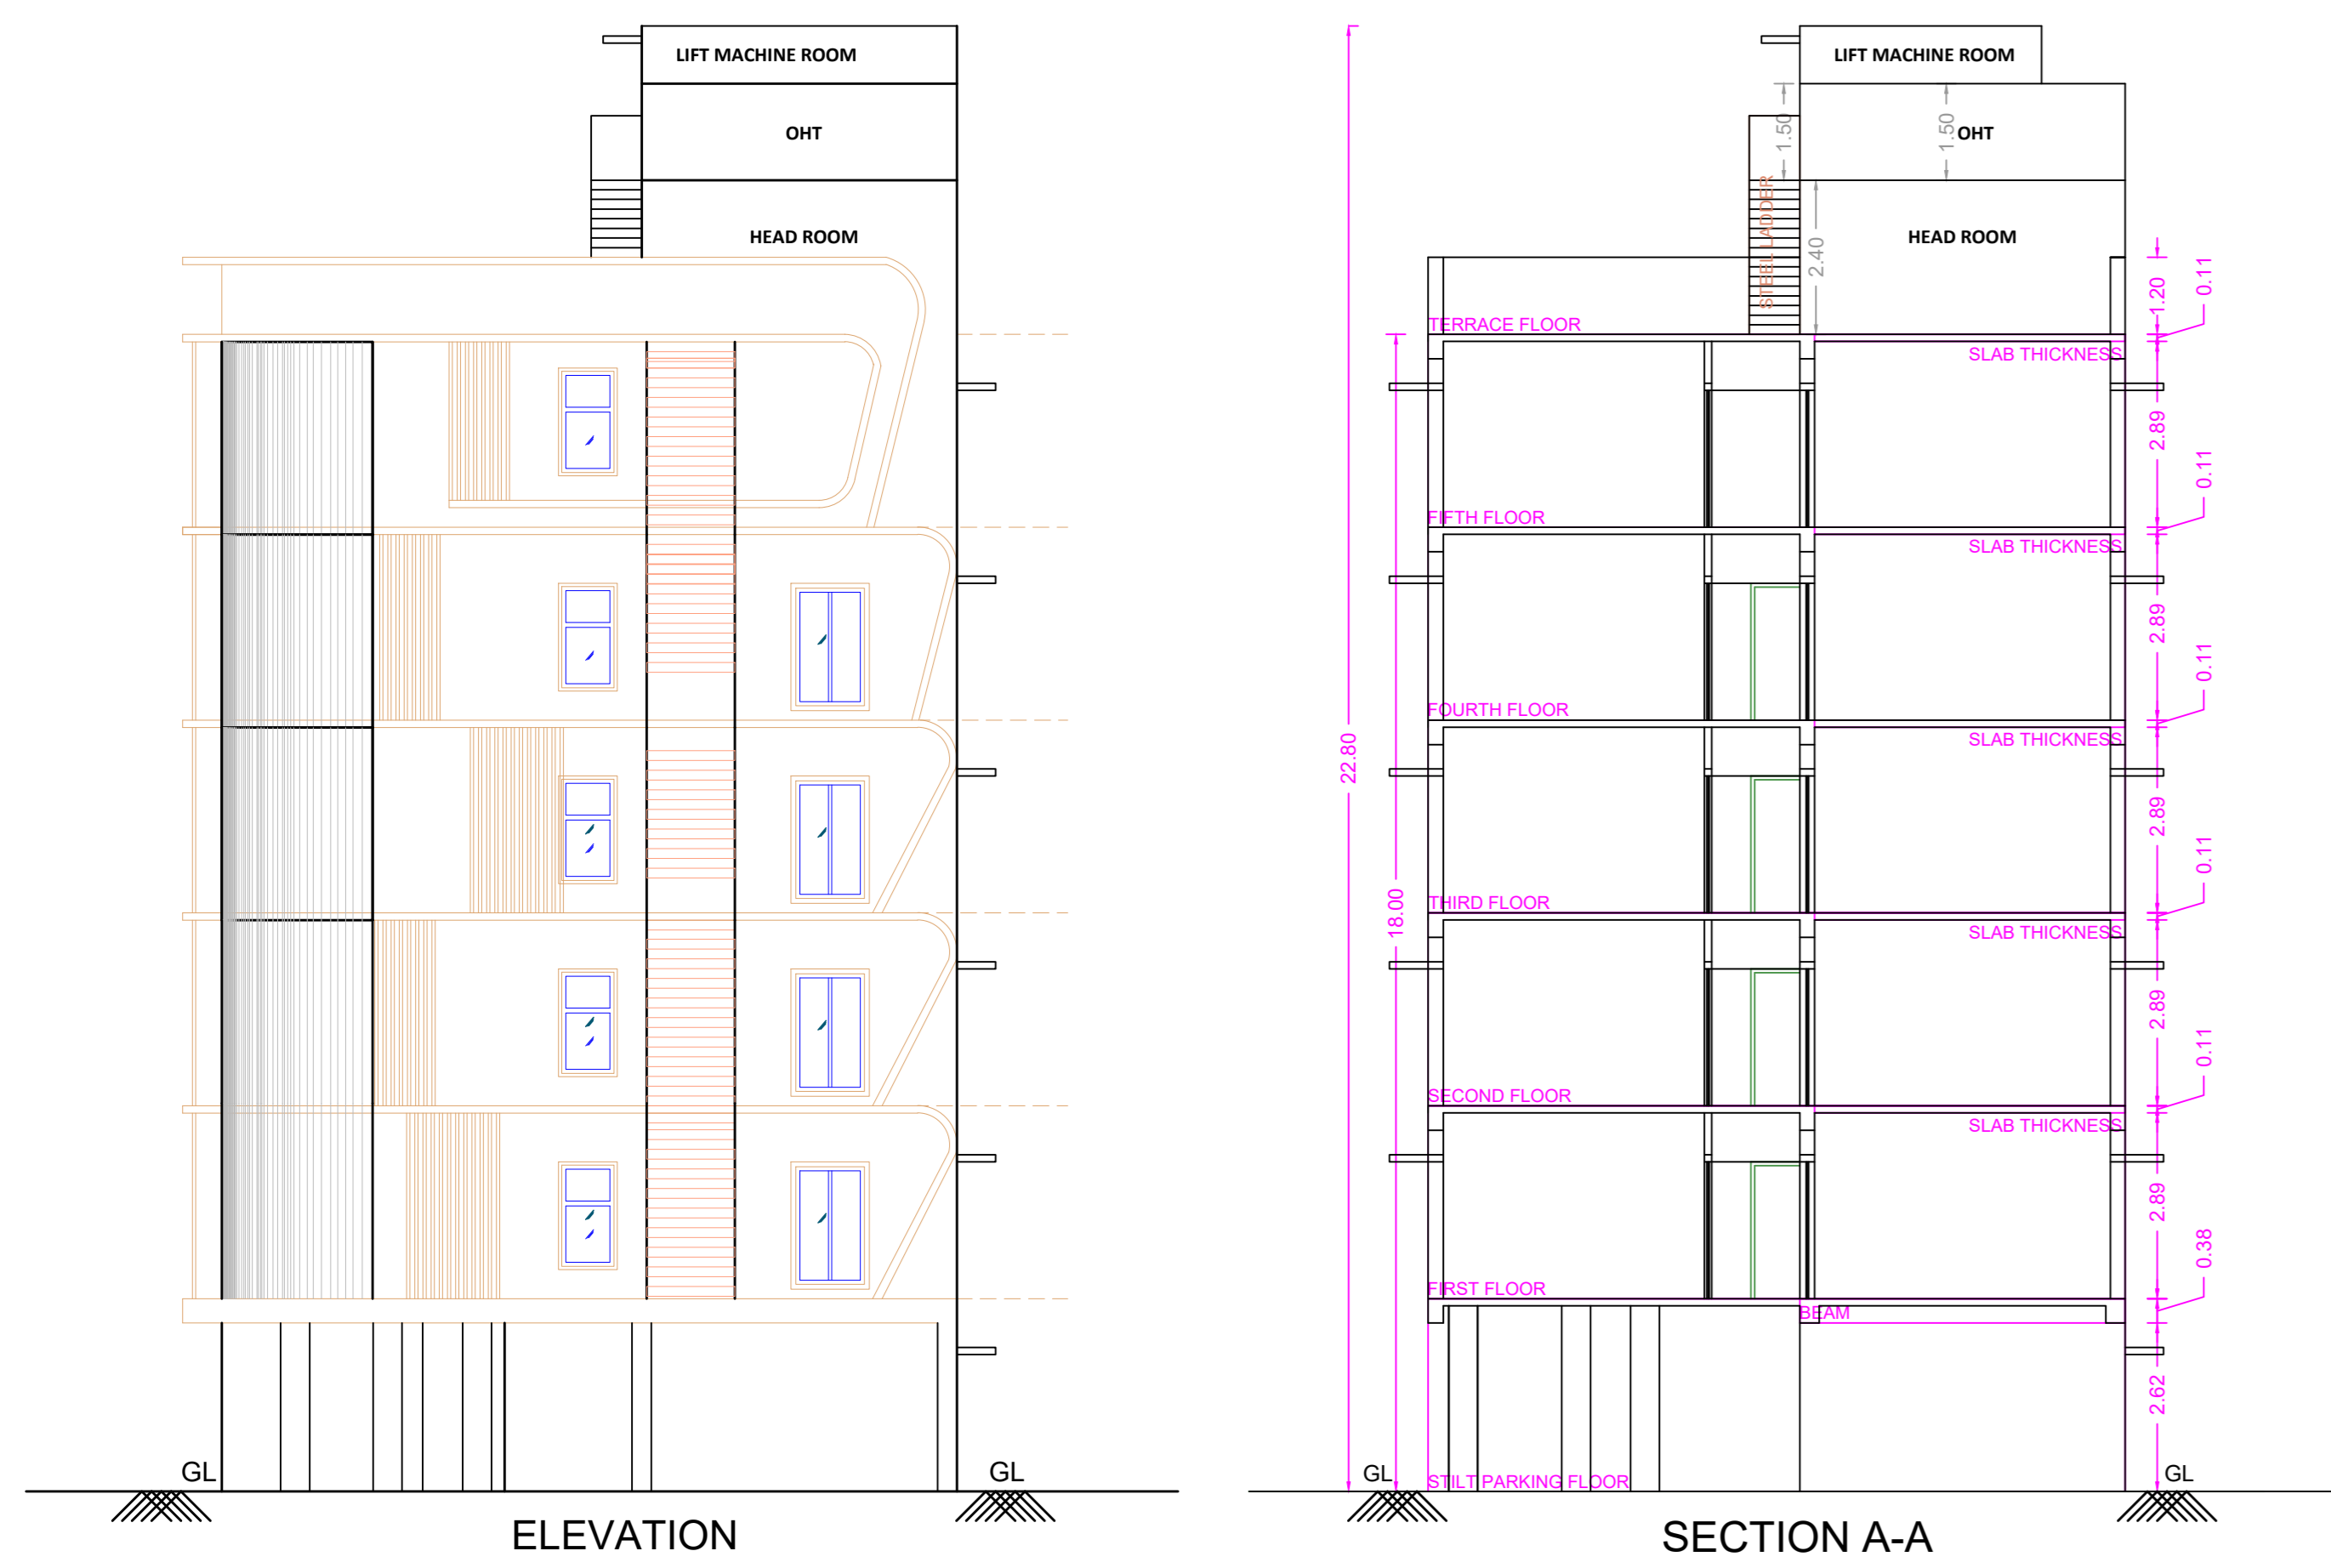 LIFT MACHINE ROOM
OHT
HEAD ROOM
GL
GL
ELEVATION
LIFT MACHINE ROOM
1.50
1.50
OHT
STEEL LADDER
2.40
HEAD ROOM
1.20
0.11
TERRACE FLOOR
SLAB THICKNESS
2.89
0.11
FIFTH FLOOR
SLAB THICKNESS
2.89
0.11
FOURTH FLOOR
SLAB THICKNESS
22.80
2.89
0.11
18.00
THIRD FLOOR
SLAB THICKNESS
2.89
0.11
SECOND FLOOR
SLAB THICKNESS
2.89
0.38
FIRST FLOOR
BEAM
2.62
GL
STILT PARKING FLOOR
GL
SECTION A-A